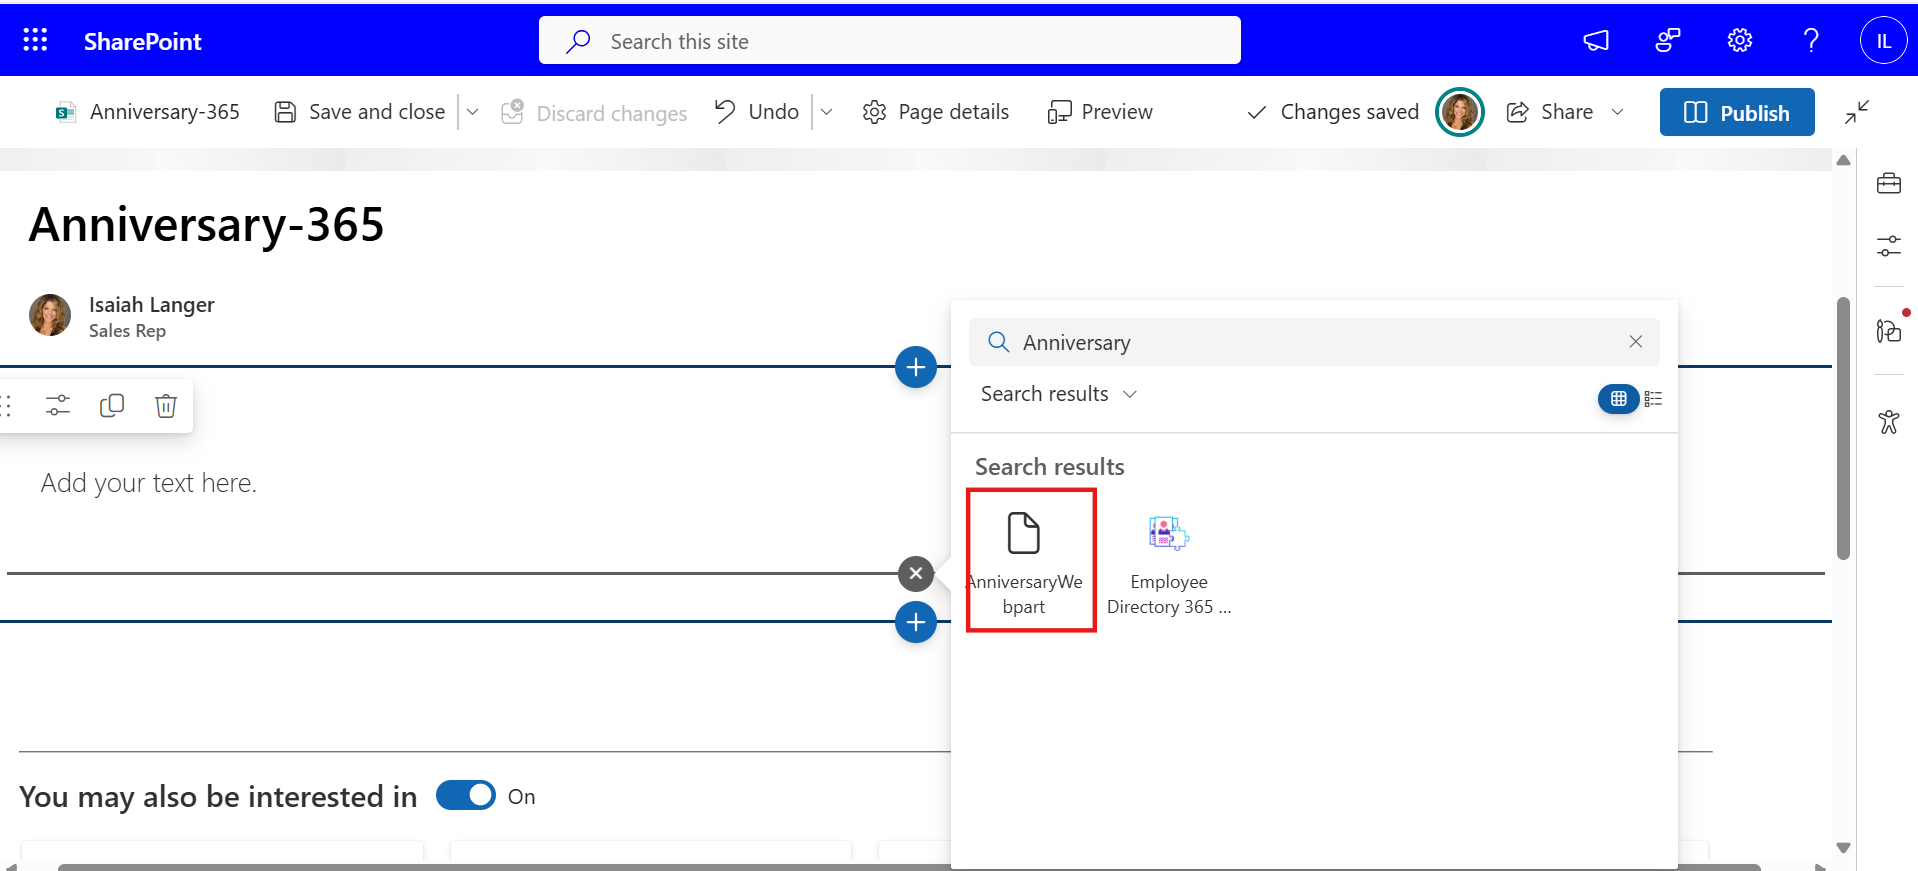 SharePoint
Search this site
IL
S
Anniversary-365
Save and close
Discard changes
Undo
Page details
Preview
Changes saved
Share
Publish
Anniversary-365
Isaiah Langer
Sales Rep
Anniversary
Search results
Add your text here.
Search results
AnniversaryWe
bpart
Employee
Directory 365 ...
You may also be interested in
On